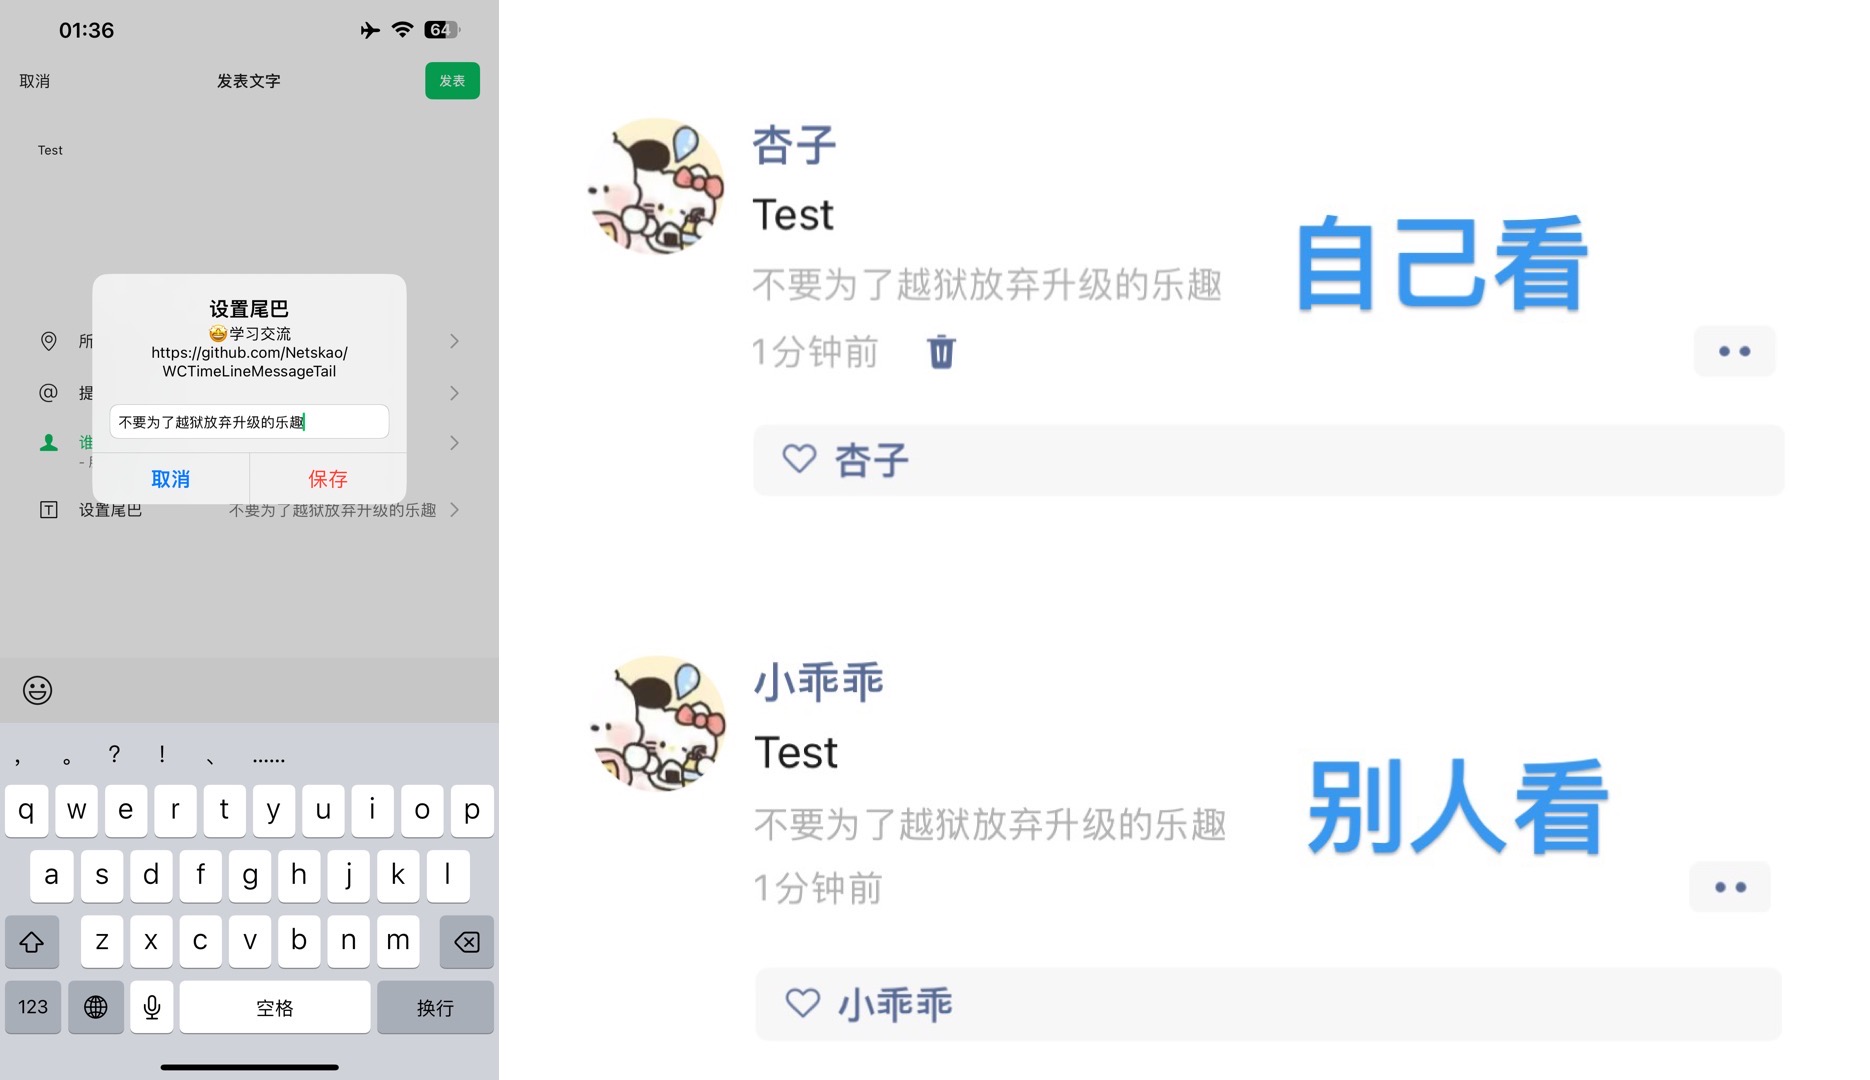 01:36
64
取消
发表文字
发表
Test
设置尾巴
🤩学习交流
https://github.com/Netskao/
WCTimeLineMessageTail
所
@ 提
不要为了越狱放弃升级的乐趣
谁
取消
保存
设置尾巴
不要为了越狱放弃升级的乐趣
， 。 ？ ！ 、 ……
q w e r t y u i o p
a s d f g h j k l
z x c v b n m
123
空格
换行
杏子
Test
不要为了越狱放弃升级的乐趣
自己看
1分钟前
杏子
小乖乖
Test
不要为了越狱放弃升级的乐趣
别人看
1分钟前
小乖乖